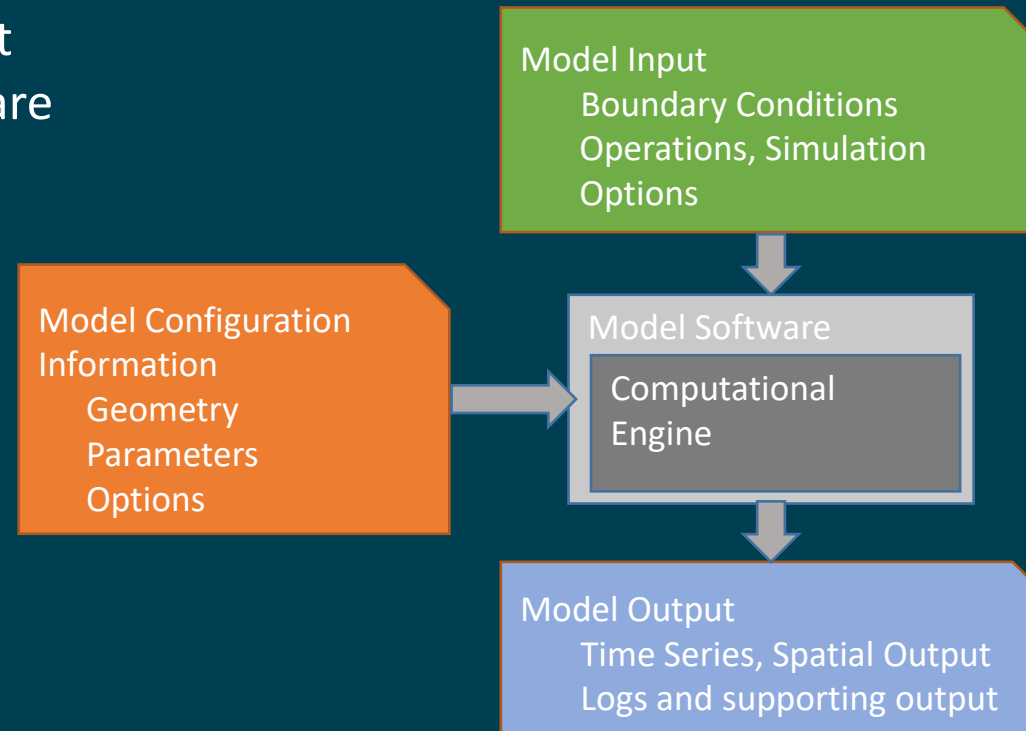 Model Input
Boundary Conditions
Operations, Simulation
Options
Model Configuration
Information
Geometry
Parameters
Options
Model Software
Computational
Engine
Model Output
Time Series, Spatial Output
Logs and supporting output